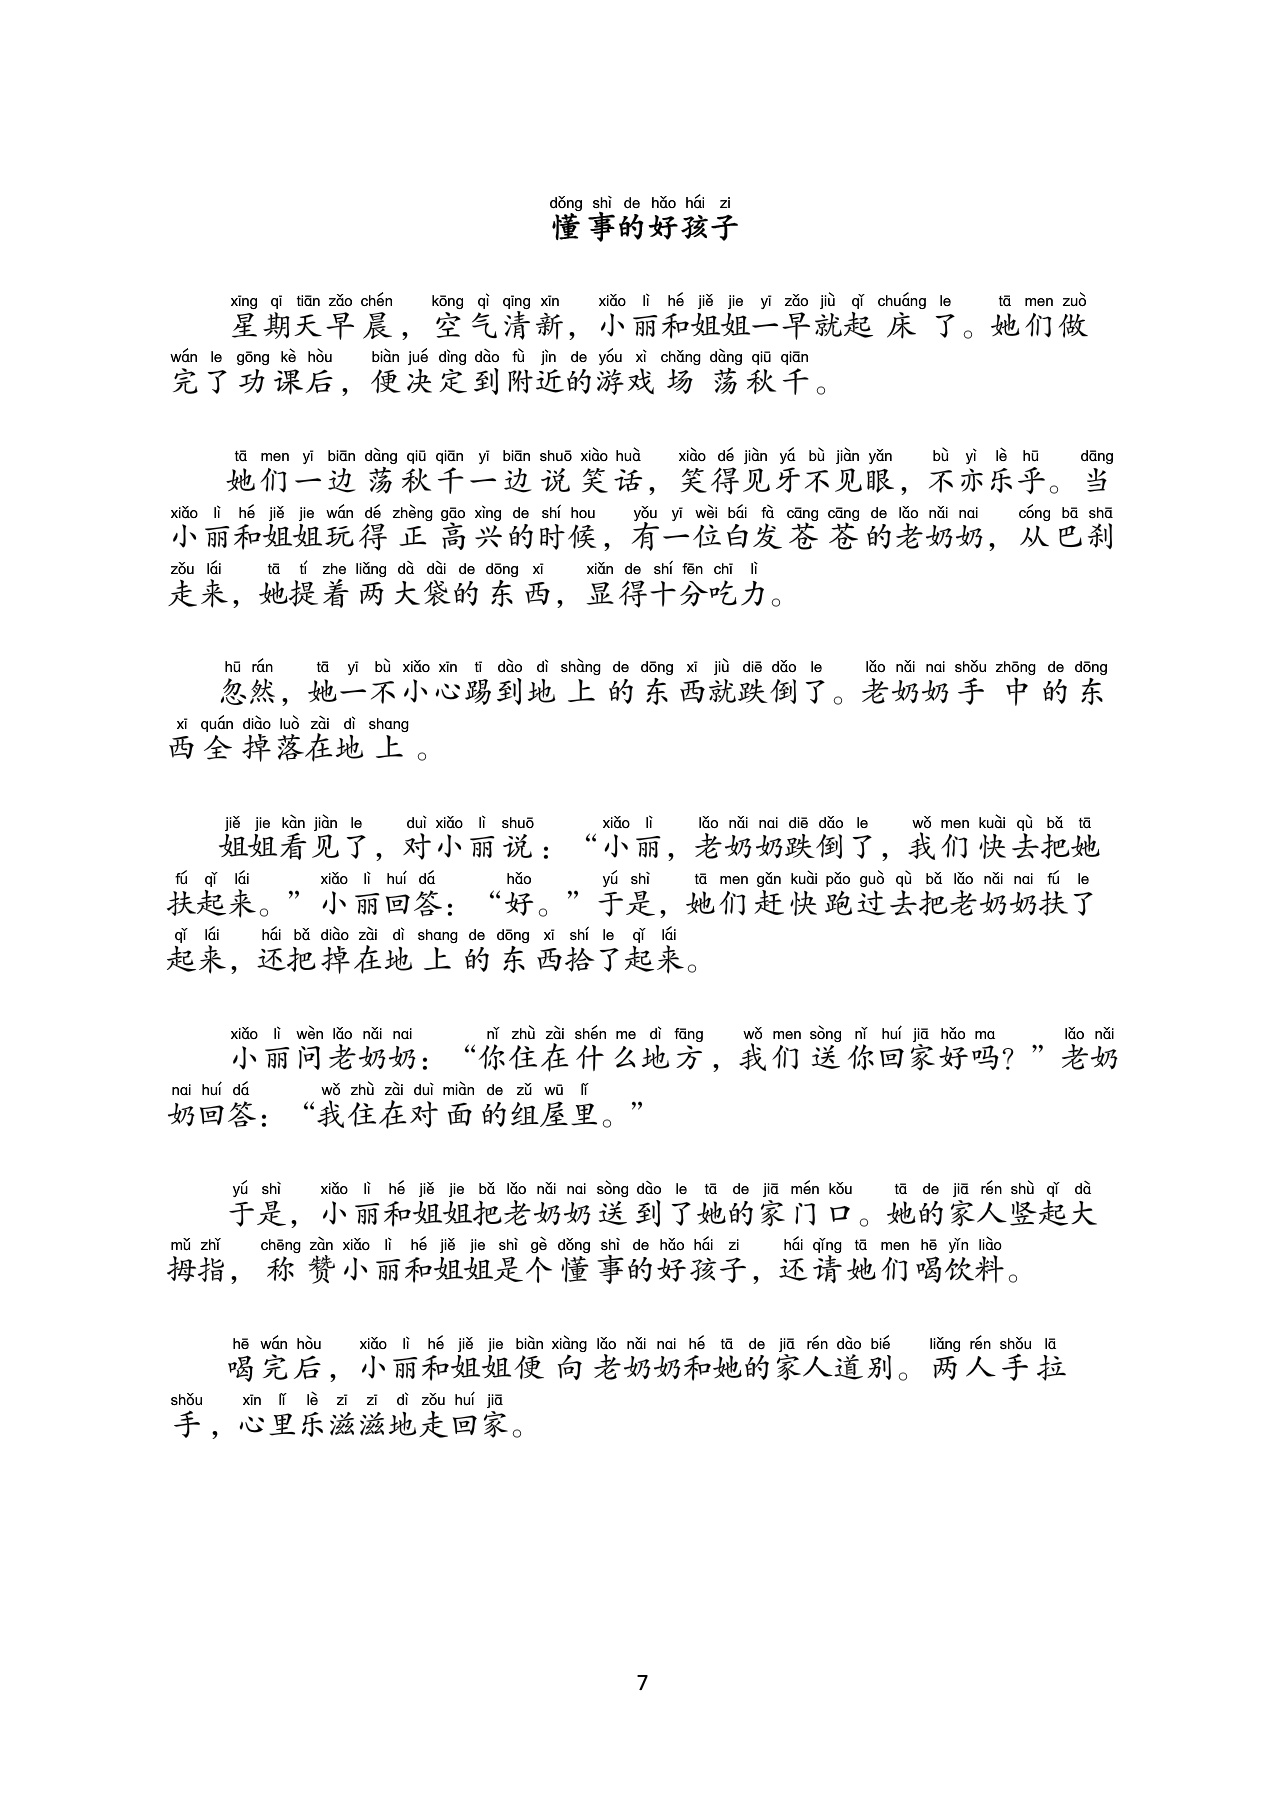 dǒng shì de hǎo hái zi
懂事的好孩子
xīng qī tiān zǎo chén kōng qì qīng xīn xiǎo lì hé jiě jie yī zǎo jiù qǐ chuáng le tā men zuò
星期天早晨，空气清新，小丽和姐姐一早就起床了。她们做
wán le gōng kè hòu biàn jué dìng dào fù jìn de yóu xì chǎng dàng qiū qiān
完了功课后，便决定到附近的游戏场荡秋千。
tā men yī biān dàng qiū qiān yī biān shuō xiào huà xiào dé jiàn yá bù jiàn yǎn bù yì lè hū dāng
她们一边荡秋千一边说笑话，笑得见牙不见眼，不亦乐乎。当
xiǎo lì hé jiě jie wán dé zhèng gāo xìng de shí hou yǒu yī wèi bái fà cāng cāng de lǎo nǎi nai cóng bā shā
小丽和姐姐玩得正高兴的时候，有一位白发苍苍的老奶奶，从巴刹
zǒu lái tā tí zhe liǎng dà dài de dōng xī xiǎn de shí fēn chī lì
走来，她提着两大袋的东西，显得十分吃力。
hū rán tā yī bù xiǎo xīn tī dào dì shàng de dōng xī jiù diē dǎo le lǎo nǎi nai shǒu zhōng de dōng
忽然，她一不小心踢到地上的东西就跌倒了。老奶奶手中的东
xī quán diào luò zài dì shang
西全掉落在地上。
jiě jie kàn jiàn le duì xiǎo lì shuō xiǎo lì lǎo nǎi nai diē dǎo le wǒ men kuài qù bǎ tā
姐姐看见了，对小丽说：“小丽，老奶奶跌倒了，我们快去把她
fú qǐ lái xiǎo lì huí dá hǎo yú shì tā men gǎn kuài pǎo guò qù bǎ lǎo nǎi nai fú le
扶起来。”小丽回答：“好。”于是，她们赶快跑过去把老奶奶扶了
qǐ lái hái bǎ diào zài dì shang de dōng xī shí le qǐ lái
起来，还把掉在地上的东西拾了起来。
xiǎo lì wèn lǎo nǎi nai nǐ zhù zài shén me dì fāng wǒ men sòng nǐ huí jiā hǎo ma lǎo nǎi
小丽问老奶奶：“你住在什么地方，我们送你回家好吗？”老奶
nai huí dá wǒ zhù zài duì miàn de zǔ wū lǐ
奶回答：“我住在对面的组屋里。”
yú shì xiǎo lì hé jiě jie bǎ lǎo nǎi nai sòng dào le tā de jiā mén kǒu tā de jiā rén shù qǐ dà
于是，小丽和姐姐把老奶奶送到了她的家门口。她的家人竖起大
mǔ zhǐ chēng zàn xiǎo lì hé jiě jie shì gè dǒng shì de hǎo hái zi hái qǐng tā men hē yǐn liào
拇指，称赞小丽和姐姐是个懂事的好孩子，还请她们喝饮料。
hē wán hòu xiǎo lì hé jiě jie biàn xiàng lǎo nǎi nai hé tā de jiā rén dào bié liǎng rén shǒu lā
喝完后，小丽和姐姐便向老奶奶和她的家人道别。两人手拉
shǒu xīn lǐ lè zī zī dì zǒu huí jiā
手，心里乐滋滋地走回家。
7